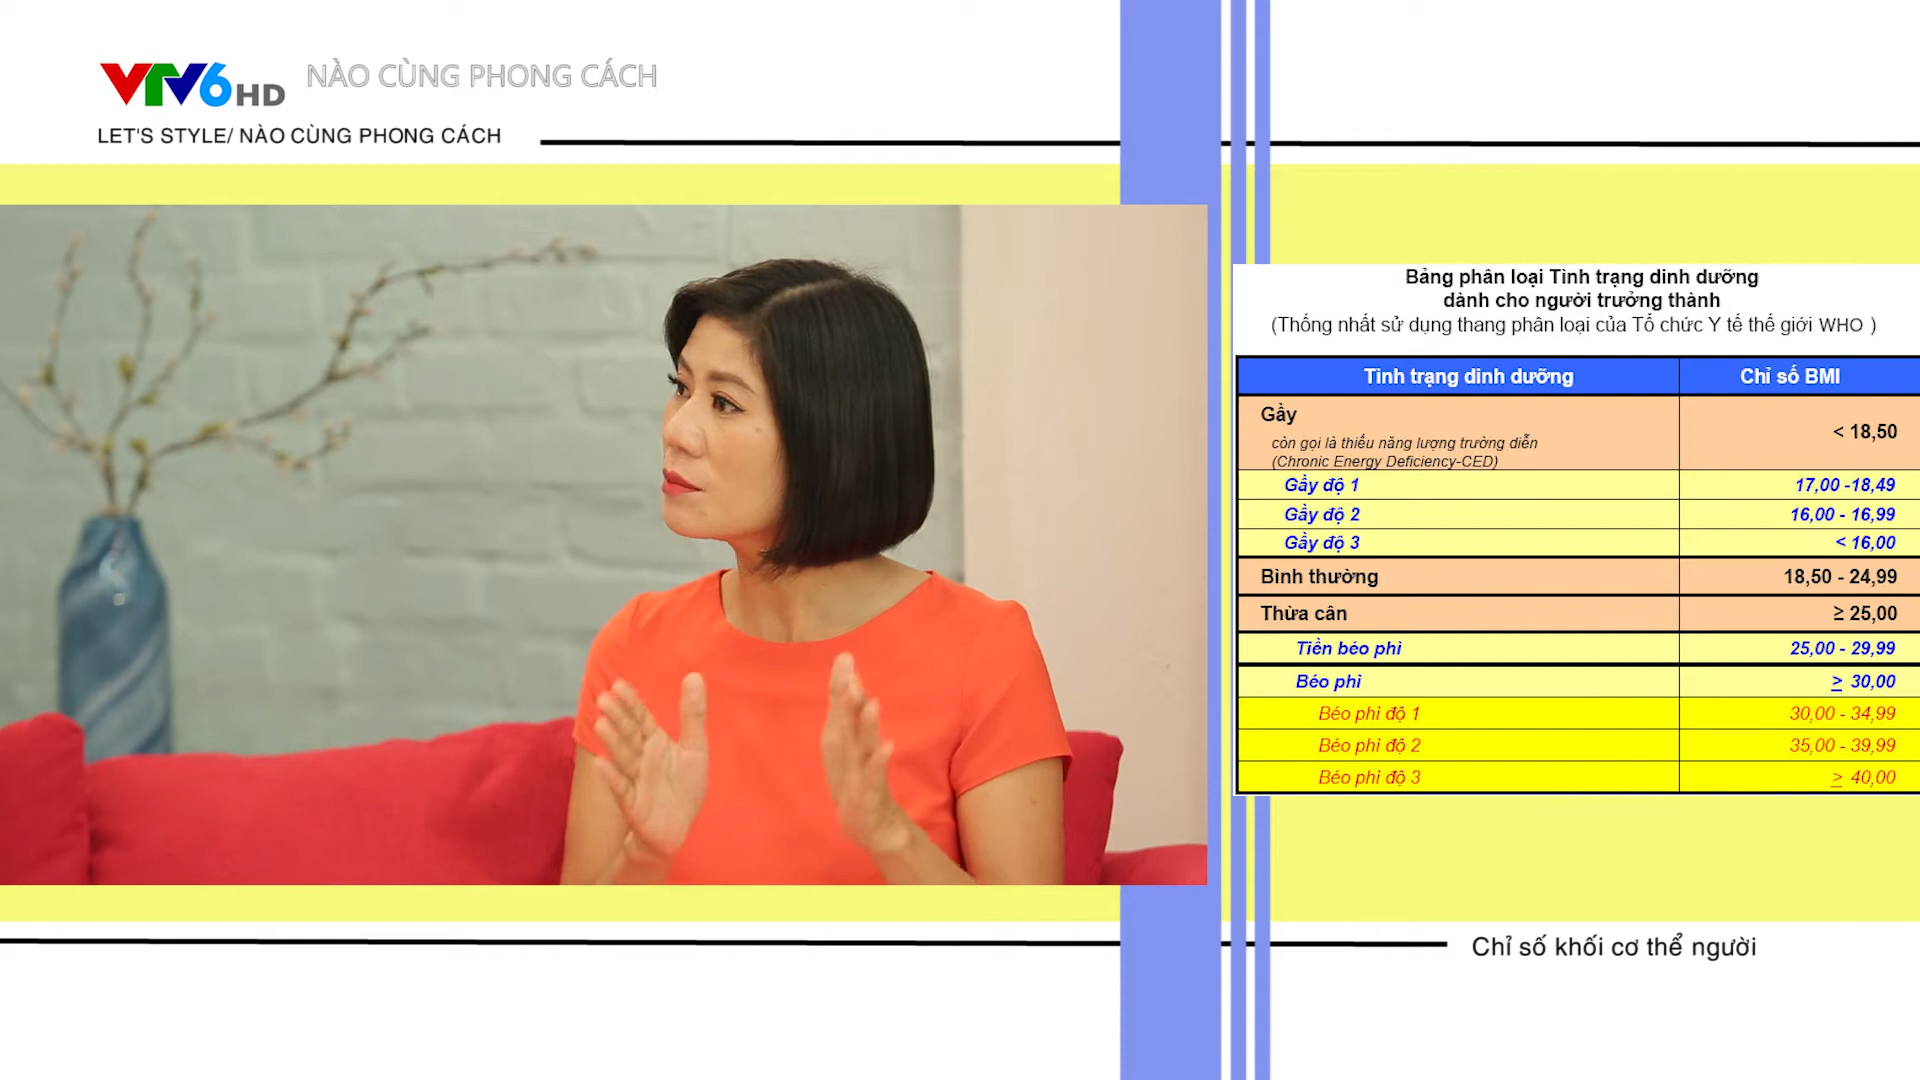 VTV6 HD
NÀO CÙNG PHONG CÁCH
LET'S STYLE/ NÀO CÙNG PHONG CÁCH
Bảng phân loại Tình trạng dinh dưỡng
dành cho người trưởng thành
(Thống nhất sử dụng thang phân loại của Tổ chức Y tế thế giới WHO )
Tình trạng dinh dưỡng Chỉ số BMI
Gầy < 18,50
còn gọi là thiếu năng lượng trường diễn
(Chronic Energy Deficiency-CED)
Gầy độ 1 17,00 -18,49
Gầy độ 2 16,00 - 16,99
Gầy độ 3 < 16,00
Bình thường 18,50 - 24,99
Thừa cân ≥ 25,00
Tiền béo phì 25,00 - 29,99
Béo phì ≥ 30,00
Béo phì độ 1 30,00 - 34,99
Béo phì độ 2 35,00 - 39,99
Béo phì độ 3 ≥ 40,00
Chỉ số khối cơ thể người